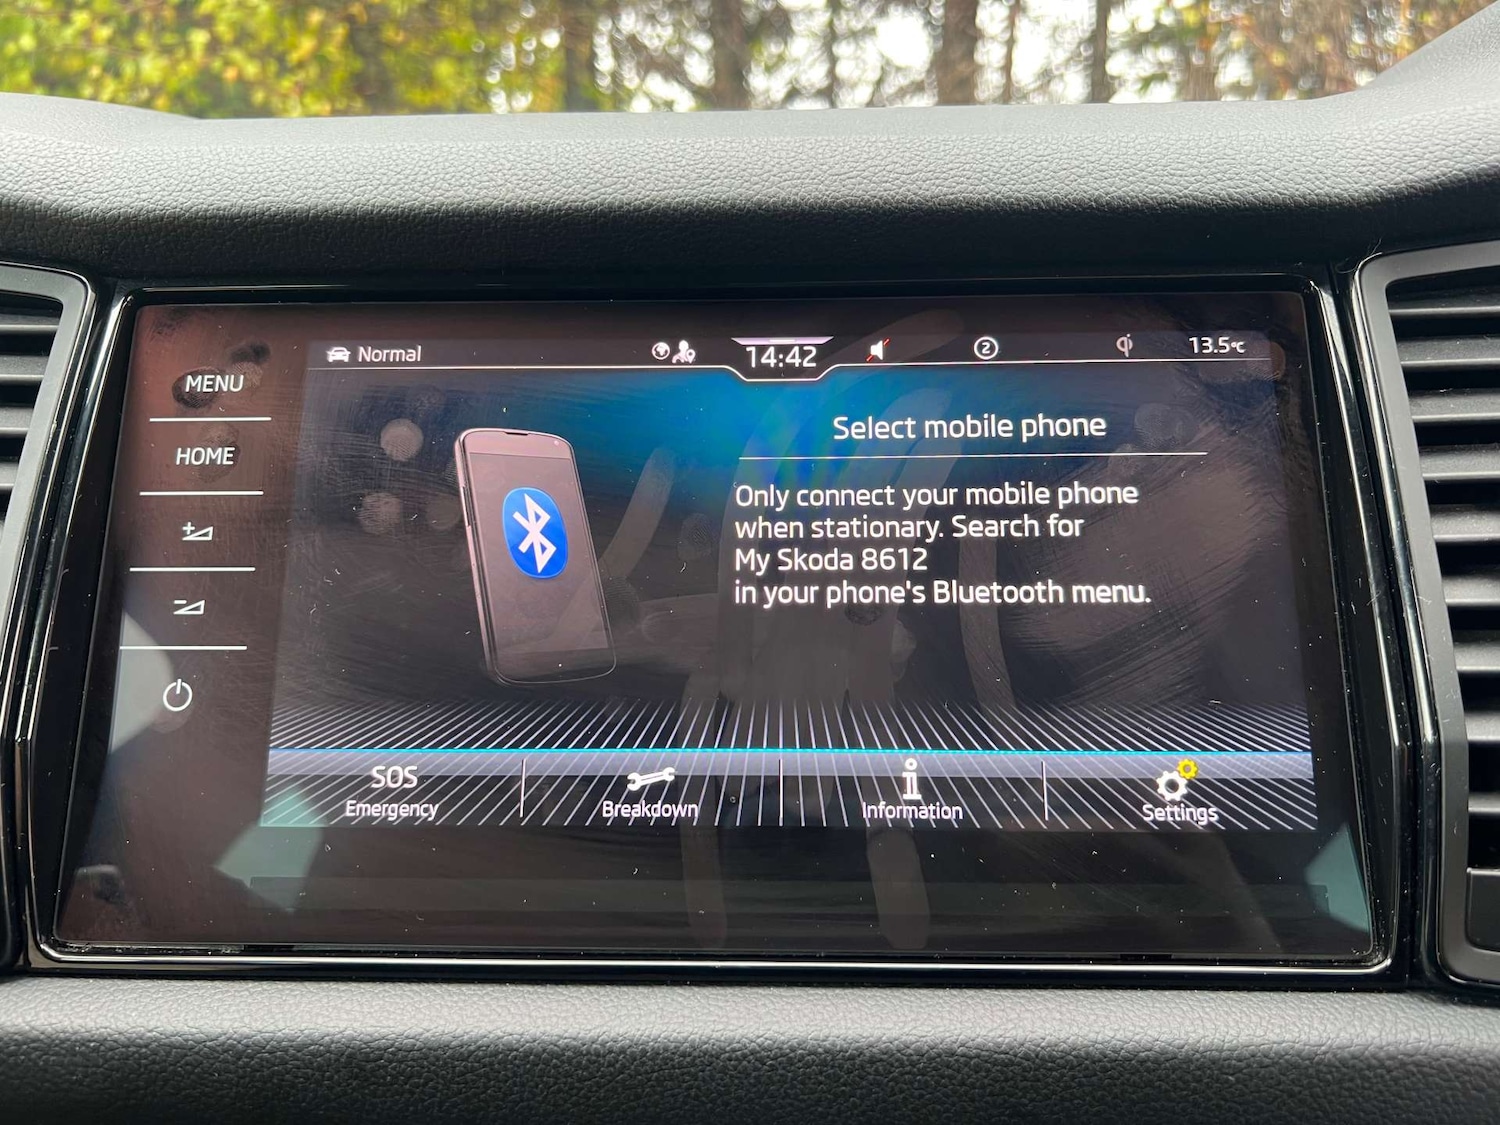 Normal
14:42
2
13.5°C
MENU
HOME
Select mobile phone
Only connect your mobile phone
when stationary. Search for
My Skoda 8612
in your phone's Bluetooth menu.
SOS
Emergency
Breakdown
Information
Settings